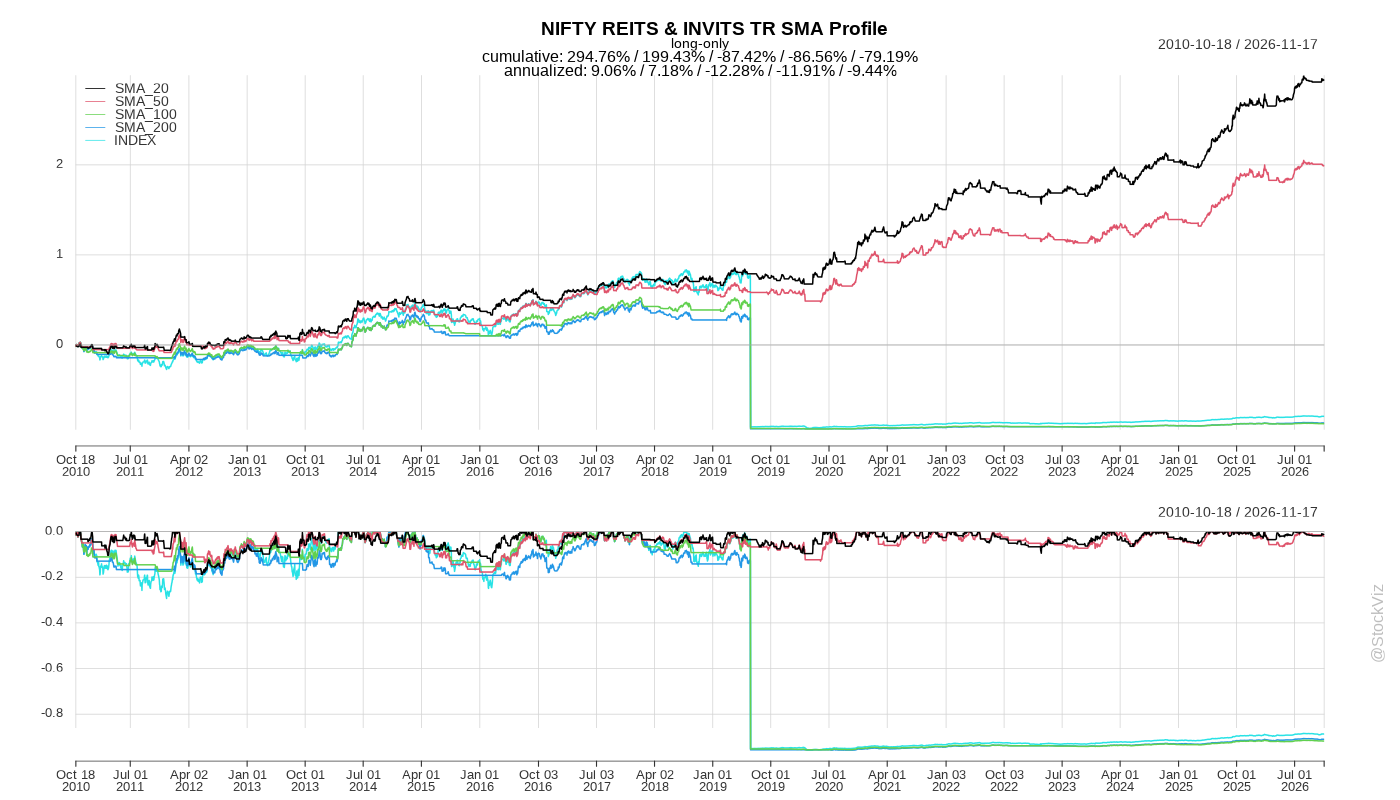 NIFTY REITS & INVITS TR SMA Profile
long-only
2010-10-18 / 2026-11-17
cumulative: 294.76% / 199.43% / -87.42% / -86.56% / -79.19%
annualized: 9.06% / 7.18% / -12.28% / -11.91% / -9.44%
SMA_20
SMA_50
SMA_100
SMA_200
INDEX
2
1
0
Oct 18 Jul 01 Apr 02 Jan 01 Oct 01 Jul 01 Apr 01 Jan 01 Oct 03 Jul 03 Apr 02 Jan 01 Oct 01 Jul 01 Apr 01 Jan 03 Oct 03 Jul 03 Apr 01 Jan 01 Oct 01 Jul 01
2010 2011 2012 2013 2013 2014 2015 2016 2016 2017 2018 2019 2019 2020 2021 2022 2022 2023 2024 2025 2025 2026
2010-10-18 / 2026-11-17
0.0
-0.2
-0.4
-0.6
-0.8
Oct 18 Jul 01 Apr 02 Jan 01 Oct 01 Jul 01 Apr 01 Jan 01 Oct 03 Jul 03 Apr 02 Jan 01 Oct 01 Jul 01 Apr 01 Jan 03 Oct 03 Jul 03 Apr 01 Jan 01 Oct 01 Jul 01
2010 2011 2012 2013 2013 2014 2015 2016 2016 2017 2018 2019 2019 2020 2021 2022 2022 2023 2024 2025 2025 2026
@StockViz